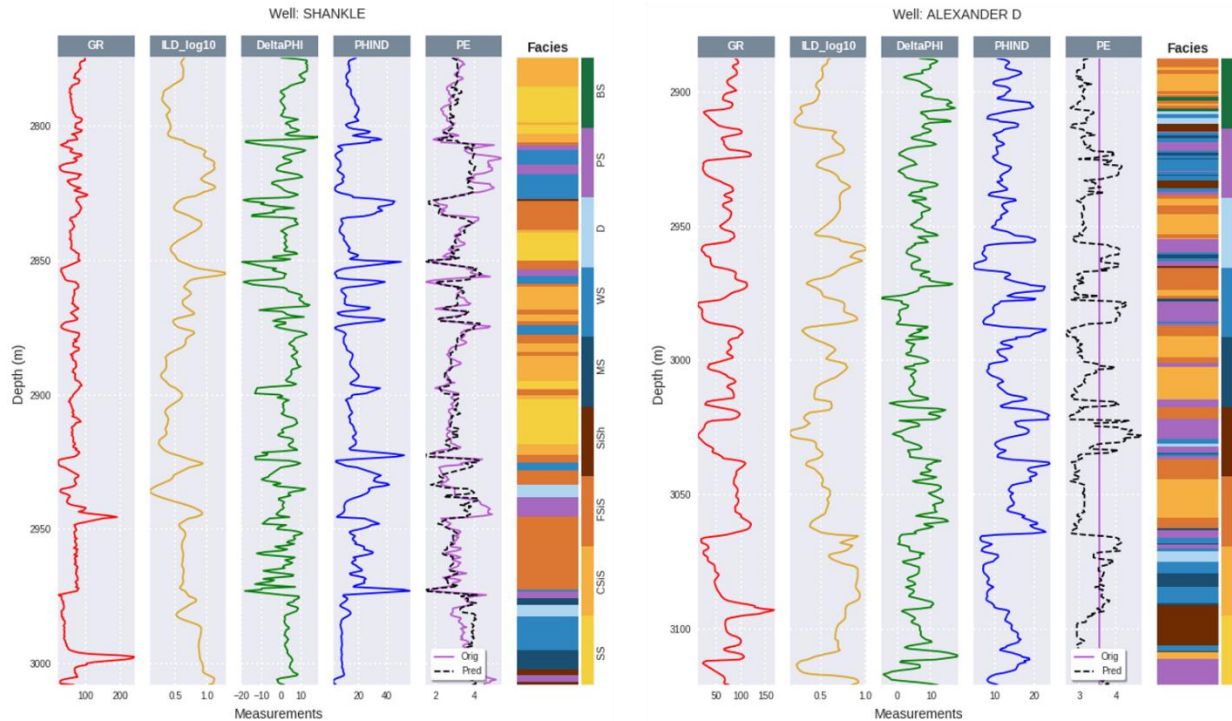 Well: SHANKLE
GR ILD_log10 DeltaPHI PHIND PE Facies
2800
2850
2900
2950
3000
Depth (m)
100 200 0.5 1.0 −20 −10 0 10 20 40 2 4
Orig
Pred
Measurements
BS
PS
D
WS
MS
SiSh
FSiS
CSiS
SS
Well: ALEXANDER D
GR ILD_log10 DeltaPHI PHIND PE Facies
2900
2950
3000
3050
3100
Depth (m)
50 100 150 0.5 1.0 0 10 10 20 3 4
Orig
Pred
Measurements